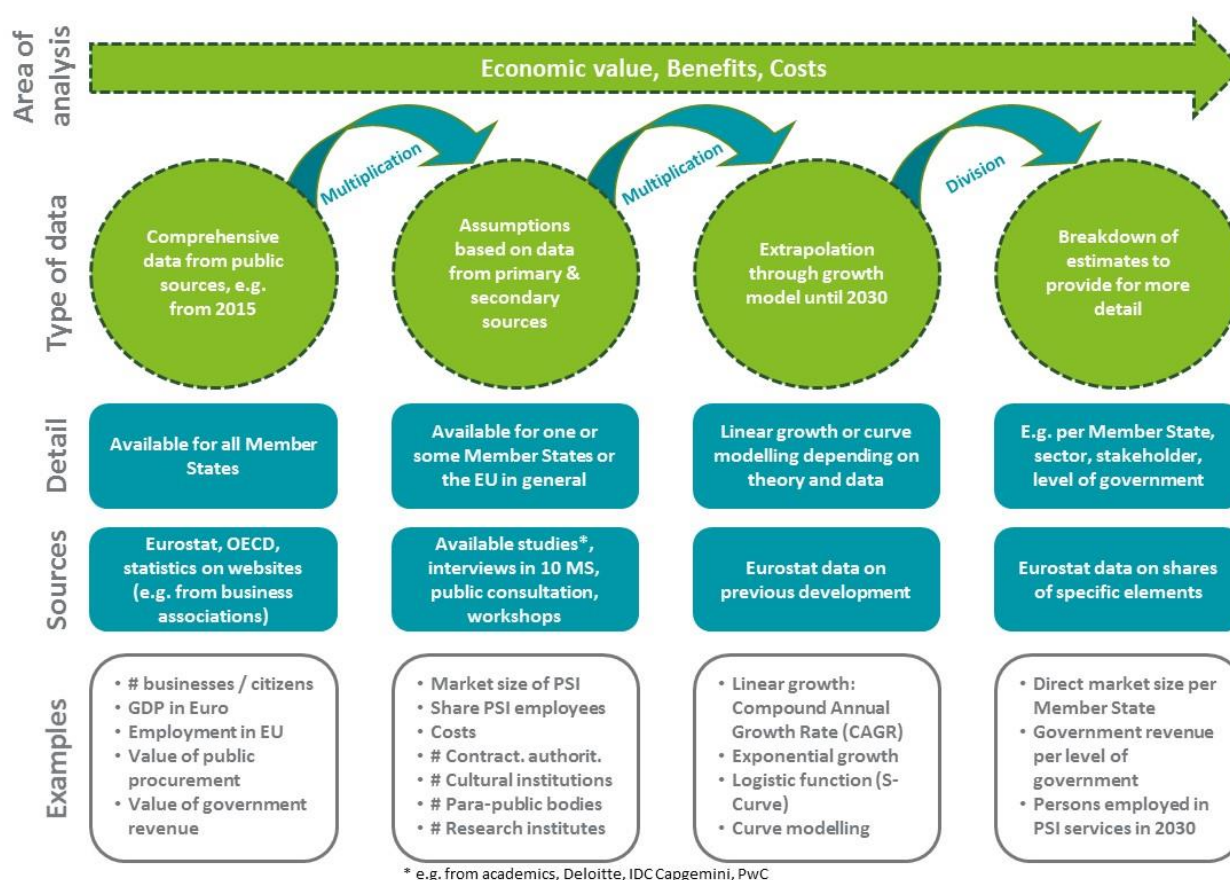 Area of
analysis
Economic value, Benefits, Costs
Multiplication
Multiplication
Division
Type of data
Comprehensive
data from public
sources, e.g.
from 2015
Assumptions
based on data
from primary &
secondary
sources
Extrapolation
through growth
model until 2030
Breakdown of
estimates to
provide for more
detail
Detail
Available for all Member
States
Available for one or
some Member States or
the EU in general
Linear growth or curve
modelling depending on
theory and data
E.g. per Member State,
sector, stakeholder,
level of government
Sources
Eurostat, OECD,
statistics on websites
(e.g. from business
associations)
Available studies*,
interviews in 10 MS,
public consultation,
workshops
Eurostat data on
previous development
Eurostat data on shares
of specific elements
Examples
• # businesses / citizens
• GDP in Euro
• Employment in EU
• Value of public
procurement
• Value of government
revenue
• Market size of PSI
• Share PSI employees
• Costs
• # Contract. authorit.
• # Cultural institutions
• # Para-public bodies
• # Research institutes
• Linear growth:
Compound Annual
Growth Rate (CAGR)
• Exponential growth
• Logistic function (S-
Curve)
• Curve modelling
• Direct market size per
Member State
• Government revenue
per level of
government
• Persons employed in
PSI services in 2030
* e.g. from academics, Deloitte, IDC Capgemini, PwC